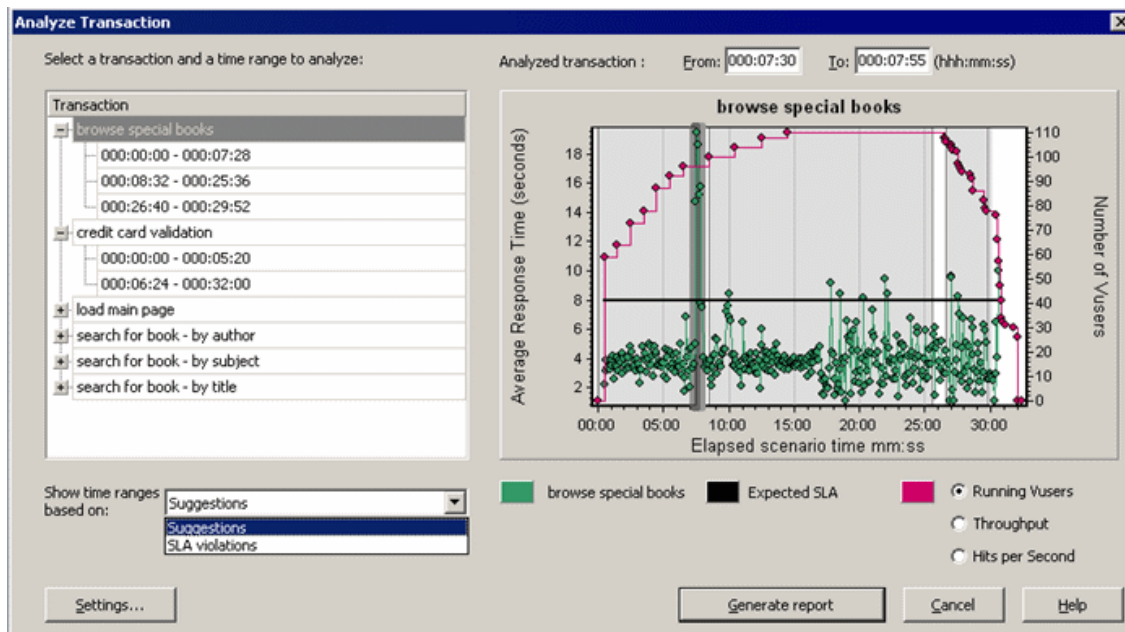 Analyze Transaction
Select a transaction and a time range to analyze:
Analyzed transaction : From: 000:07:30 To: 000:07:55 (hhh:mm:ss)
Transaction
browse special books
000:00:00 - 000:07:28
000:08:32 - 000:25:36
000:26:40 - 000:29:52
credit card validation
000:00:00 - 000:05:20
000:06:24 - 000:32:00
load main page
search for book - by author
search for book - by subject
search for book - by title
browse special books
Average Response Time (seconds)
18
16
14
12
10
8
6
4
2
110
100
90
80
70
60
50
40
30
20
10
0
Number of Vusers
00:00 05:00 10:00 15:00 20:00 25:00 30:00
Elapsed scenario time mm:ss
Show time ranges
based on:
Suggestions
Suggestions
SLA violations
browse special books Expected SLA Running Vusers
Throughput
Hits per Second
Settings... Generate report Cancel Help